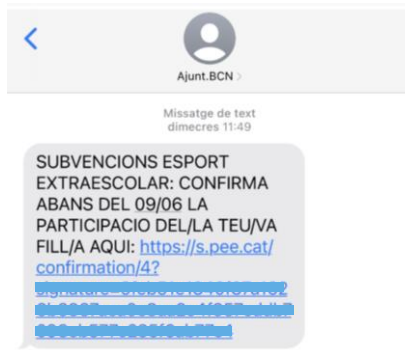 Ajunt.BCN
Missatge de text
dimecres 11:49
SUBVENCIONS ESPORT
EXTRAESCOLAR: CONFIRMA
ABANS DEL 09/06 LA
PARTICIPACIO DEL/LA TEU/VA
FILL/A AQUI: https://s.pee.cat/
confirmation/4?